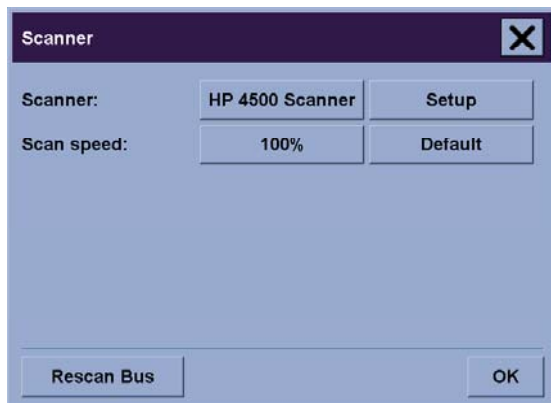 Scanner
Scanner: HP 4500 Scanner Setup
Scan speed: 100% Default
Rescan Bus OK